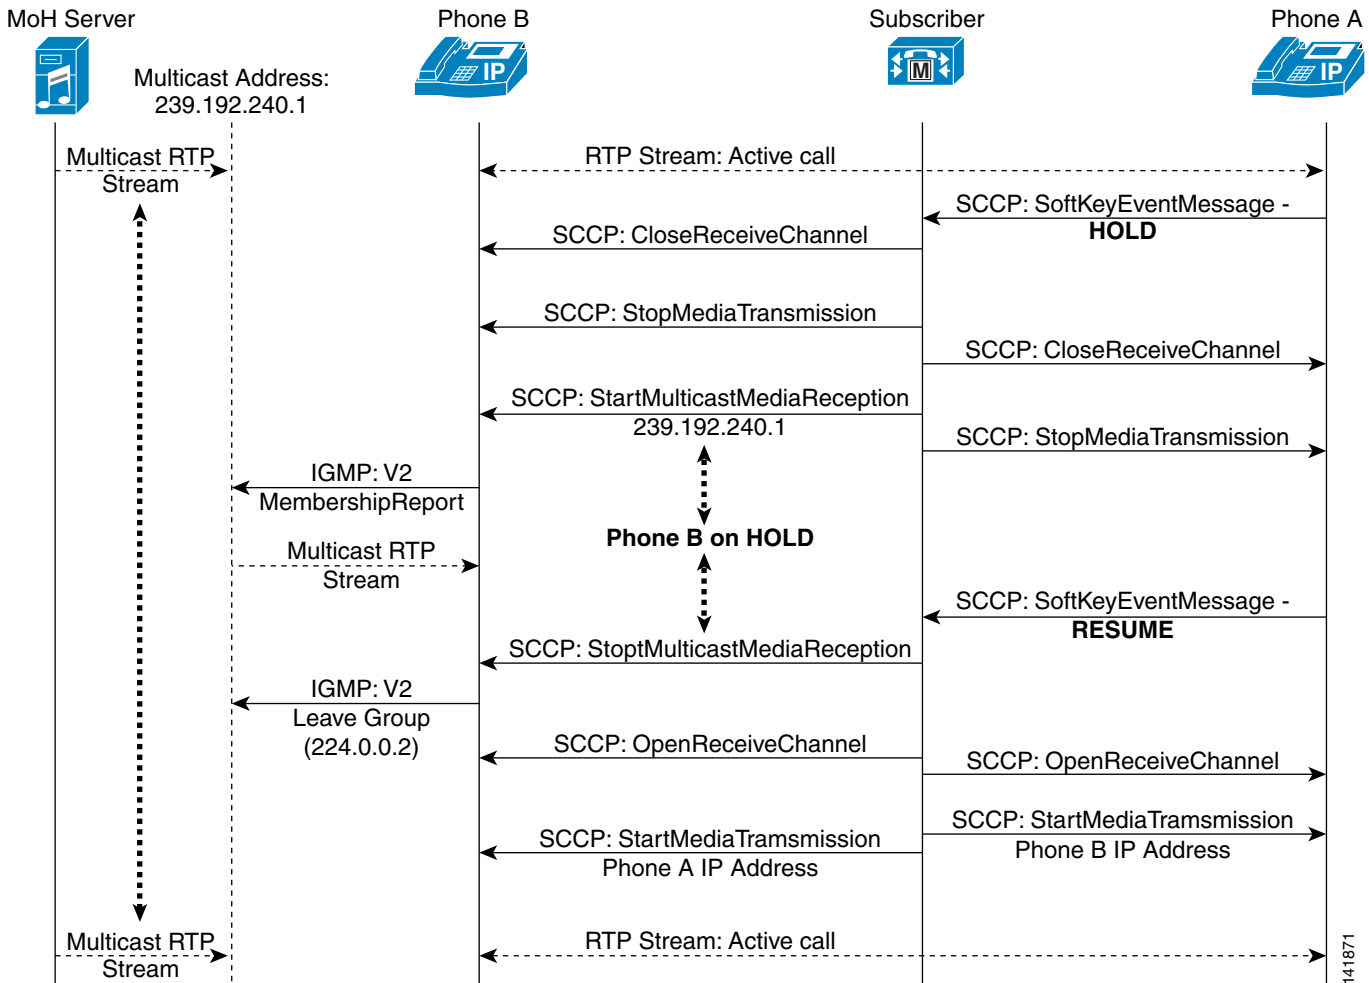 MoH Server
Phone B
Subscriber
Phone A
IP
M
IP
Multicast Address:
239.192.240.1
Multicast RTP
Stream
RTP Stream: Active call
SCCP: SoftKeyEventMessage -
HOLD
SCCP: CloseReceiveChannel
SCCP: StopMediaTransmission
SCCP: CloseReceiveChannel
SCCP: StartMulticastMediaReception
239.192.240.1
SCCP: StopMediaTransmission
IGMP: V2
MembershipReport
Phone B on HOLD
Multicast RTP
Stream
SCCP: SoftKeyEventMessage -
RESUME
SCCP: StoptMulticastMediaReception
IGMP: V2
Leave Group
(224.0.0.2)
SCCP: OpenReceiveChannel
SCCP: OpenReceiveChannel
SCCP: StartMediaTramsmission
Phone B IP Address
SCCP: StartMediaTramsmission
Phone A IP Address
Multicast RTP
Stream
RTP Stream: Active call
141871